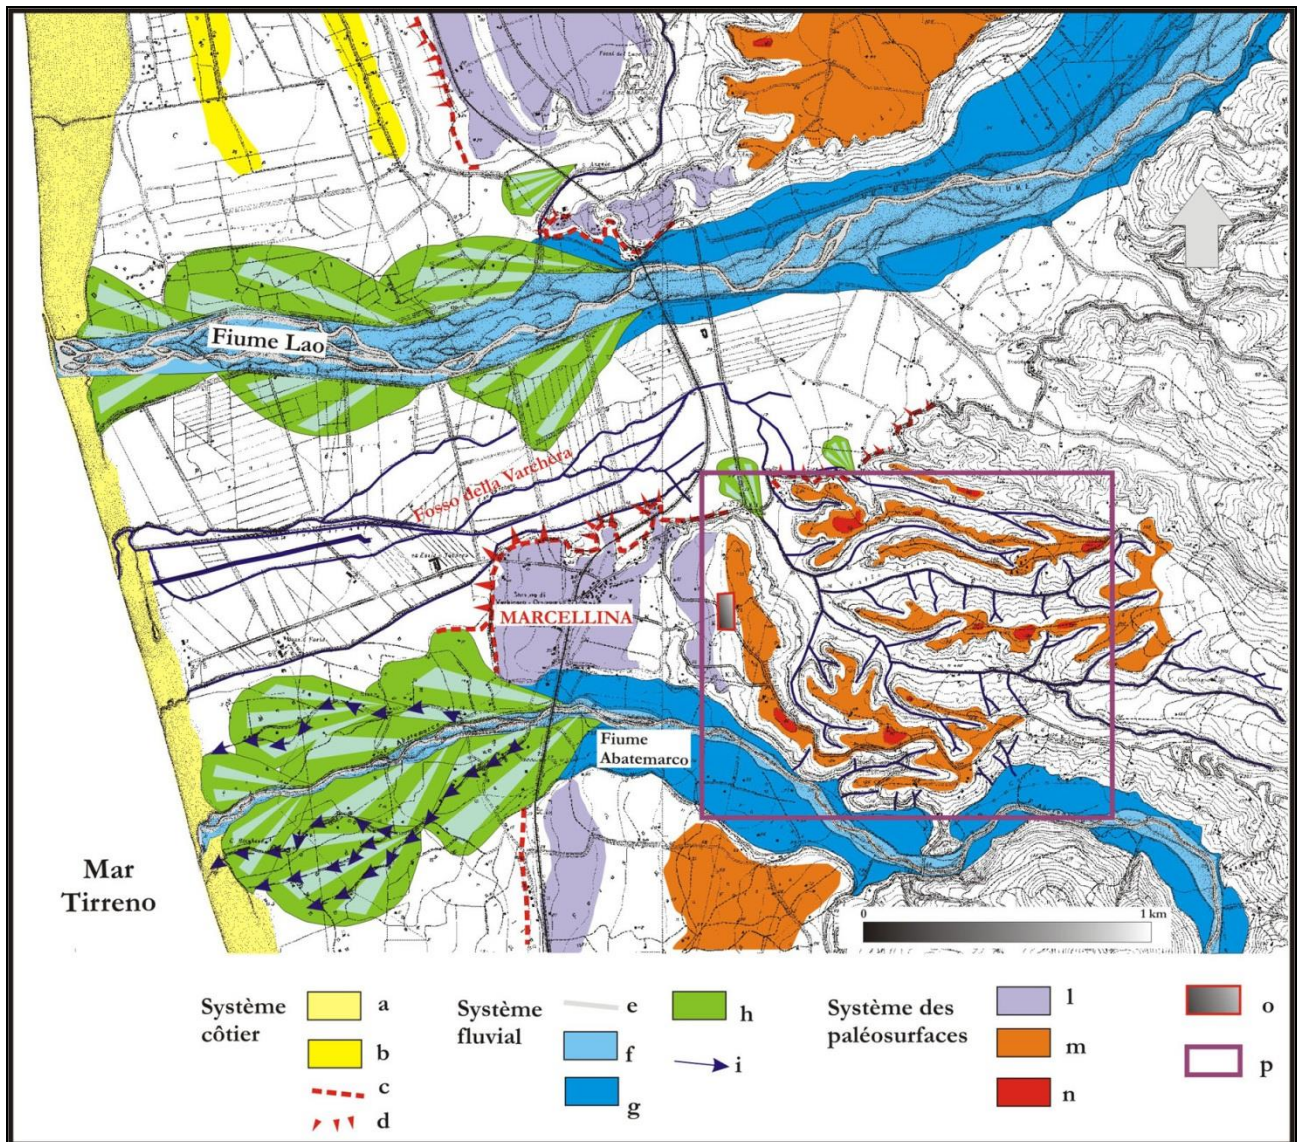 Fiume Lao
Fosso della Varchera
MARCELLINA
Fiume
Abatemarco
Mar
Tirreno
0
1 km
Système
côtier
a
b
c
d
Système
fluvial
e
f
g
h
i
Système des
paléosurfaces
l
m
n
o
p